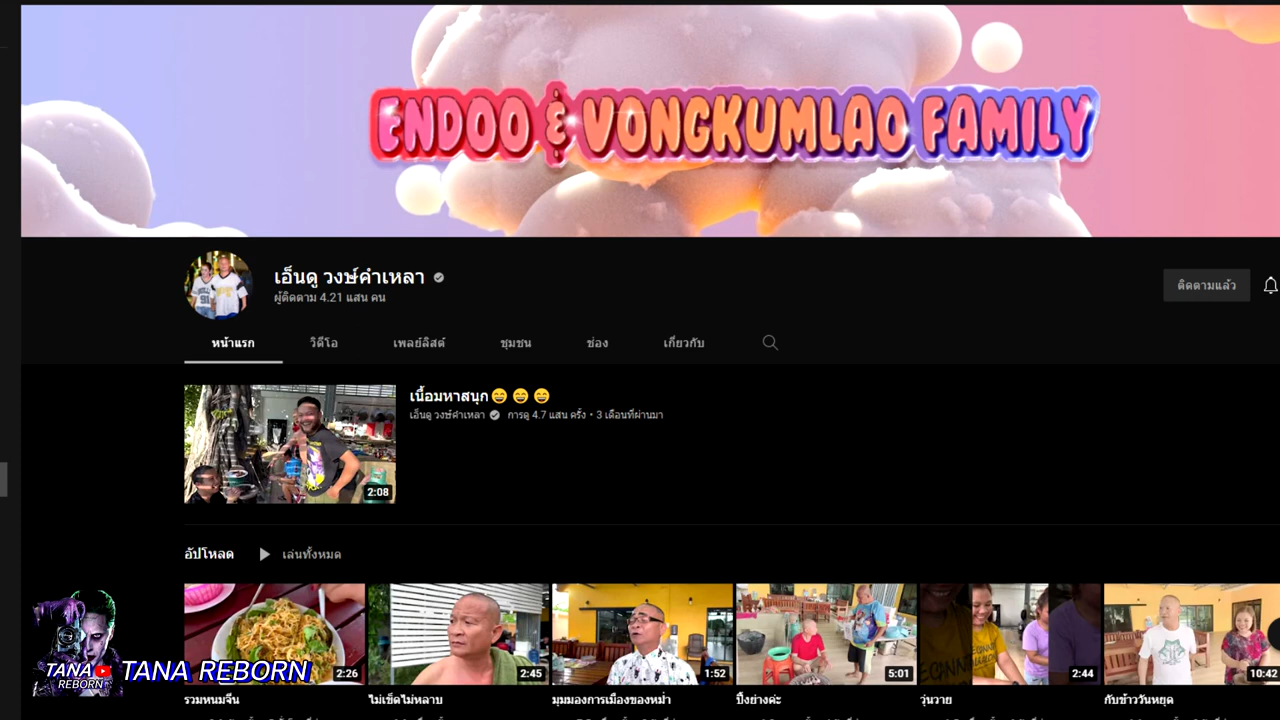 ENDOO & VONGKUMLAO FAMILY
เอ็นดู วงษ์คำเหลา
ผู้ติดตาม 4.21 แสน คน
ติดตามแล้ว
หน้าแรก วิดีโอ เพลย์ลิสต์ ชุมชน ช่อง เกี่ยวกับ
เนื้อมหาสนุก😄 😄 😄
เอ็นดู วงษ์คำเหลา การดู 4.7 แสน ครั้ง • 3 เดือนที่ผ่านมา
2:08
อัปโหลด เล่นทั้งหมด
2:26 2:45 1:52 5:01 2:44 10:42
TANA REBORN TANA REBORN
รวมหนมจีน ไม่เข็ดไม่หลาบ มุมมองการเมืองของหม่ำ ปิ้งย่างค่ะ วุ่นวาย กับข้าววันหยุด